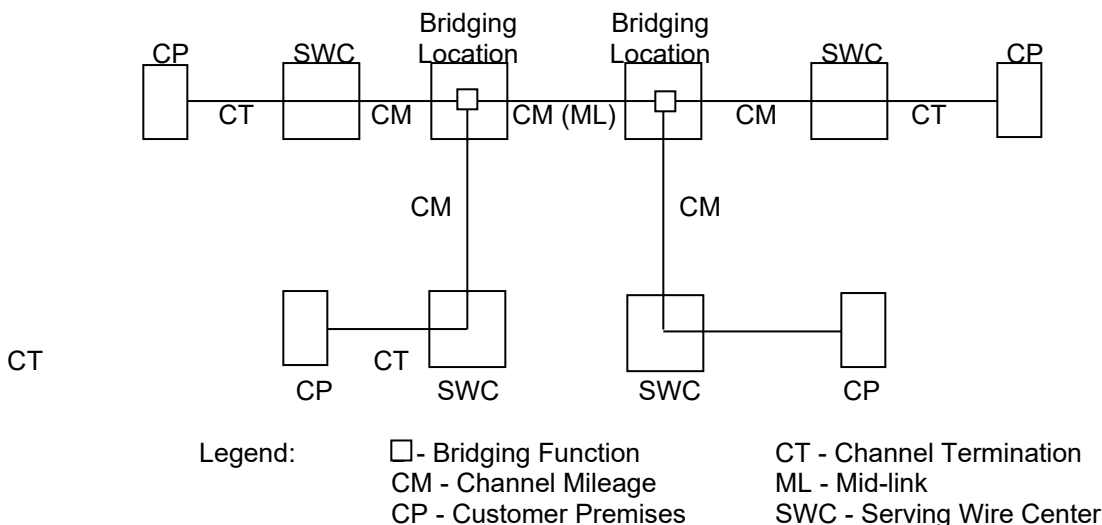 Bridging Bridging
CP SWC Location Location SWC CP
CT CM CM (ML) CM CT
CM CM
CT CT
CP SWC SWC CP
Legend: - Bridging Function CT - Channel Termination
CM - Channel Mileage ML - Mid-link
CP - Customer Premises SWC - Serving Wire Center